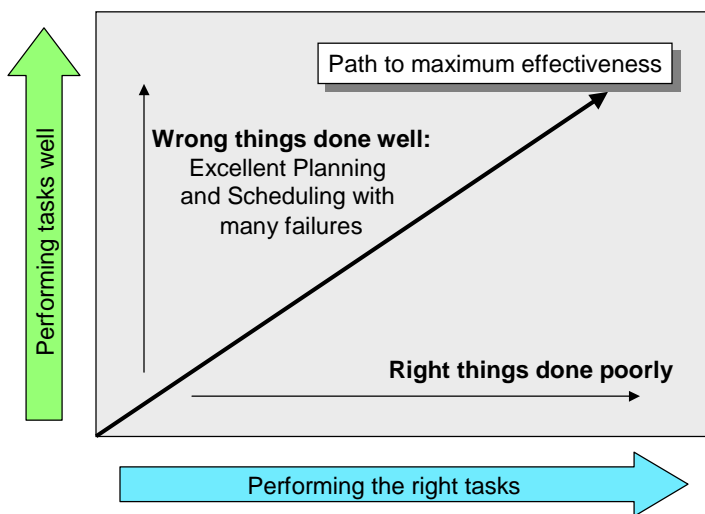 Path to maximum effectiveness
Wrong things done well:
Excellent Planning
and Scheduling with
many failures
Performing tasks well
Right things done poorly
Performing the right tasks